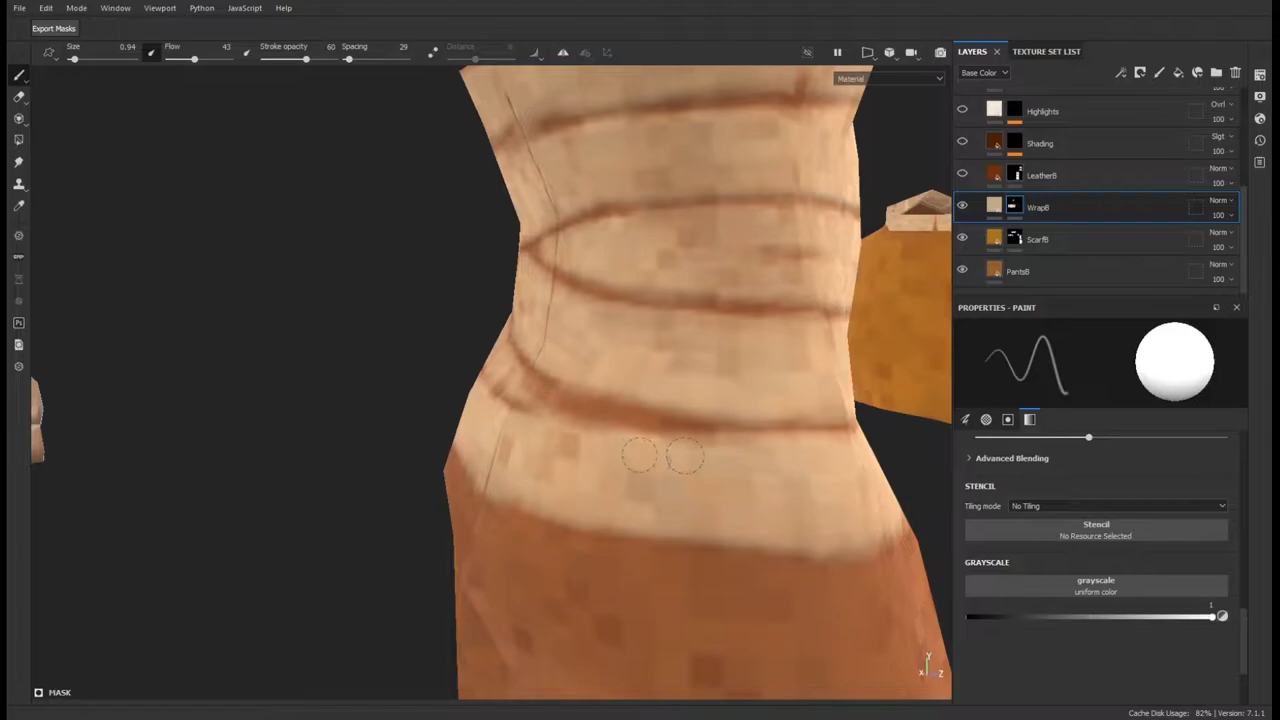 File Edit Mode Window Viewport Python JavaScript Help
Export Masks
Size 0.94 Flow 43 Stroke opacity 60 Spacing 29 Distance
Material
LAYERS TEXTURE SET LIST
Base Color
Highlights Ovrl 100
Shading Slgt 100
LeatherB Norm 100
WrapB Norm 100
ScarfB Norm 100
PantsB Norm 100
PROPERTIES - PAINT
Advanced Blending
STENCIL
Tiling mode No Tiling
Stencil
No Resource Selected
GRAYSCALE
grayscale
uniform color
1
Y
X Z
MASK
Cache Disk Usage: 82% | Version: 7.1.1